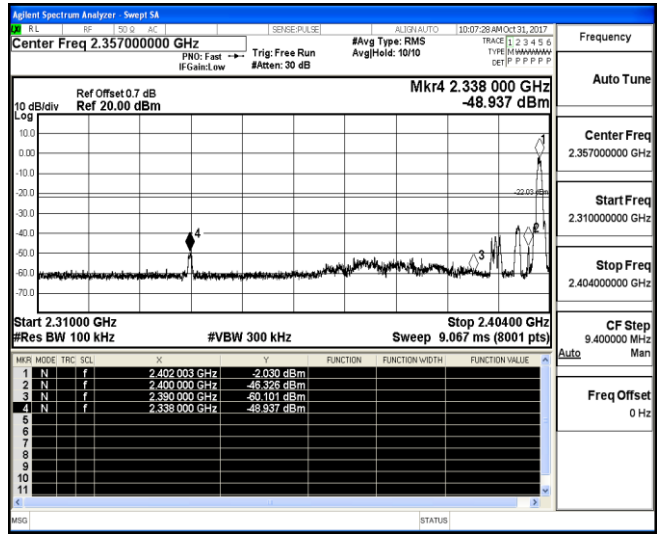 Agilent Spectrum Analyzer - Swept SA
RL RF 50 Ω AC SENSE:PULSE ALIGN AUTO 10:07:28 AM Oct 31, 2017
Center Freq 2.357000000 GHz #Avg Type: RMS TRACE 1 2 3 4 5 6
PNO: Fast Trig: Free Run Avg|Hold: 10/10 TYPE MWWWWW
IFGain:Low #Atten: 30 dB DET P P P P P P
Mkr4 2.338 000 GHz
-48.937 dBm
Ref Offset 0.7 dB
10 dB/div Ref 20.00 dBm
Log
10.0
0.00
-10.0
-20.0
-30.0
-40.0
-50.0
-60.0
-70.0
1
-22.03 dBm
2
4
3
Start 2.31000 GHz Stop 2.40400 GHz
#Res BW 100 kHz #VBW 300 kHz Sweep 9.067 ms (8001 pts)
MKR MODE TRC SCL X Y FUNCTION FUNCTION WIDTH FUNCTION VALUE
1 N f 2.402 003 GHz -2.030 dBm
2 N f 2.400 000 GHz -46.326 dBm
3 N f 2.390 000 GHz -60.101 dBm
4 N f 2.338 000 GHz -48.937 dBm
5
6
7
8
9
10
11
MSG STATUS
Frequency
Auto Tune
Center Freq
2.357000000 GHz
Start Freq
2.310000000 GHz
Stop Freq
2.404000000 GHz
CF Step
9.400000 MHz
Auto Man
Freq Offset
0 Hz